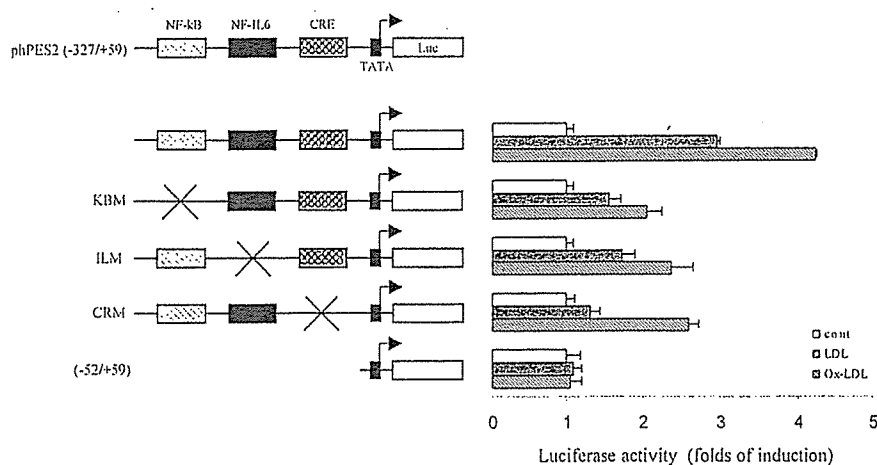 NF-kB NF-IL6 CRE
phPES2 (-327/+59)
Luc
TATA
KBM
ILM
CRM
(-52/+59)
cont
LDL
Ox-LDL
0 1 2 3 4 5
Luciferase activity (folds of induction)